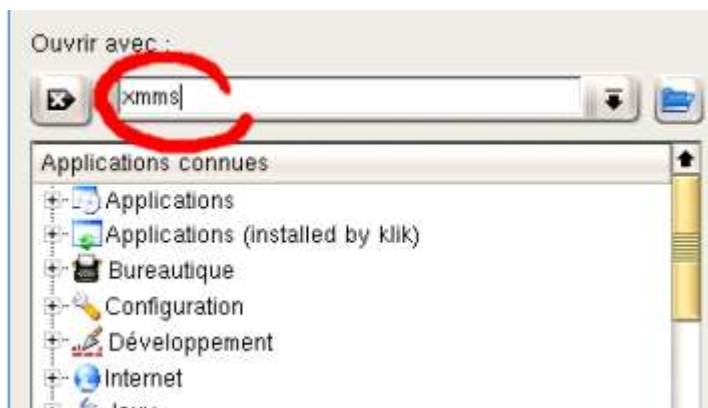 Ouvrir avec :
xmms
Applications connues
Applications
Applications (installed by klik)
Bureautique
Configuration
Développement
Internet